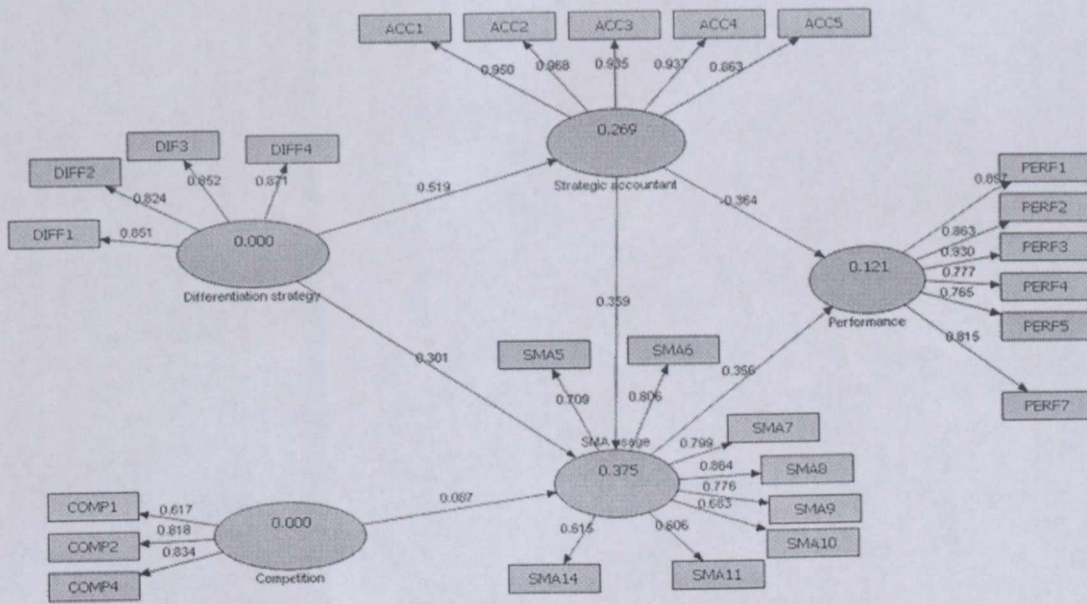 ACC1
ACC2
ACC3
ACC4
ACC5
0.950
0.968
0.935
0.937
0.863
0.269
Strategic accountant
DIFF2
DIF3
DIFF4
DIFF1
0.824
0.852
0.871
0.851
0.000
Differentiation strategy
0.519
-0.364
0.359
0.301
0.356
PERF1
PERF2
PERF3
PERF4
PERF5
PERF7
0.863
0.930
0.777
0.765
0.815
0.121
Performance
SMA5
SMA6
0.709
0.806
SMA usage
0.375
0.799
SMA7
0.864
SMA8
0.776
SMA9
SMA10
0.615
0.606
SMA14
SMA11
COMP1
COMP2
COMP4
0.617
0.818
0.834
0.000
Competition